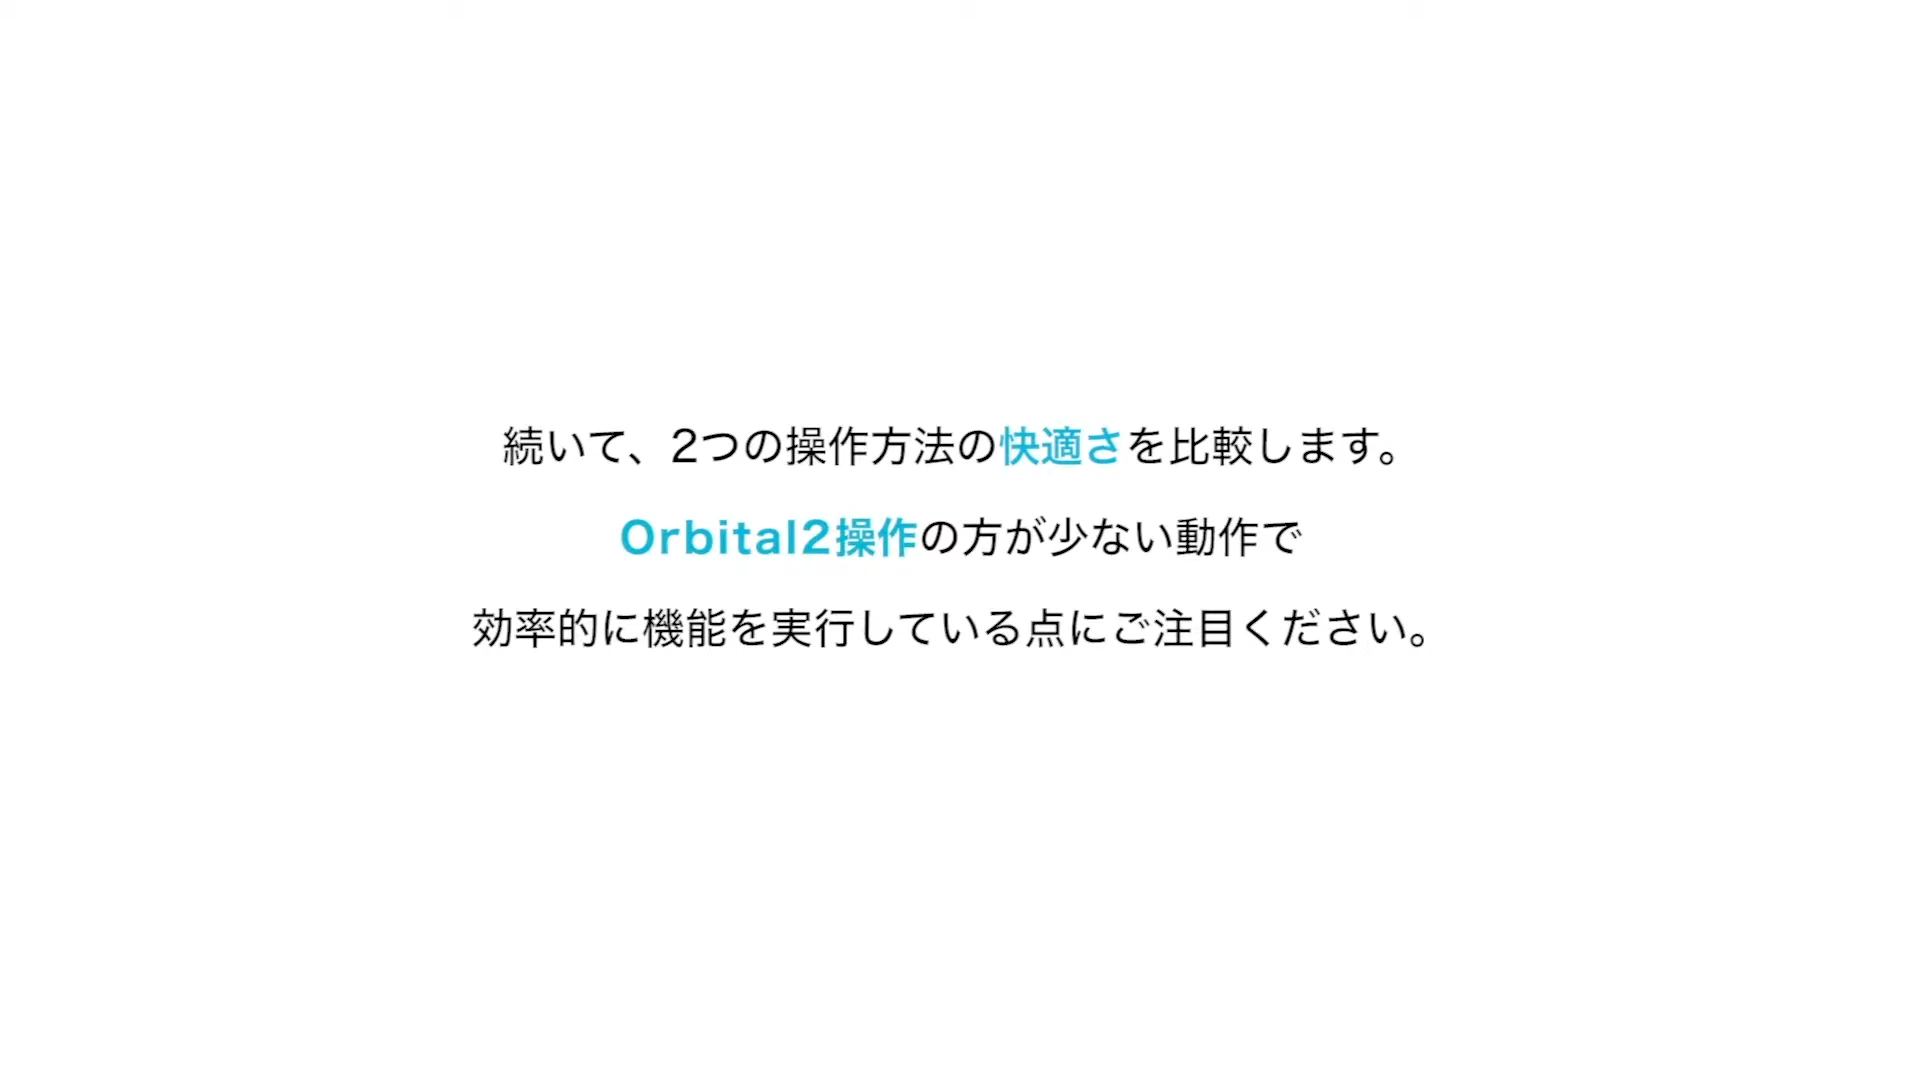 続いて、2つの操作方法の快適さを比較します。
Orbital2操作の方が少ない動作で
効率的に機能を実行している点にご注目ください。